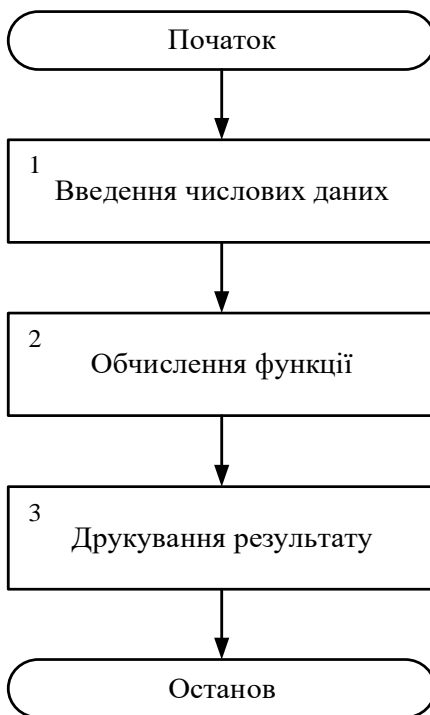 Початок
1
Введення числових даних
2
Обчислення функції
3
Друкування результату
Останов